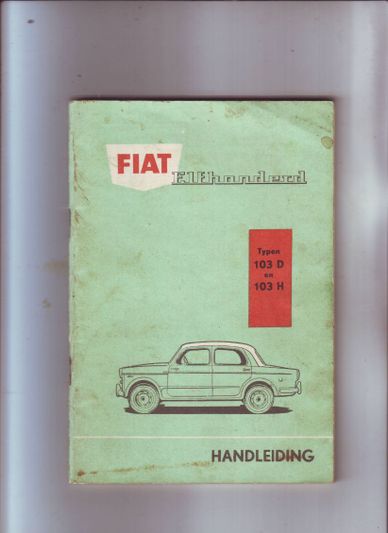 FIAT
Elfhonderd
Typen
103 D
en
103 H
HANDLEIDING